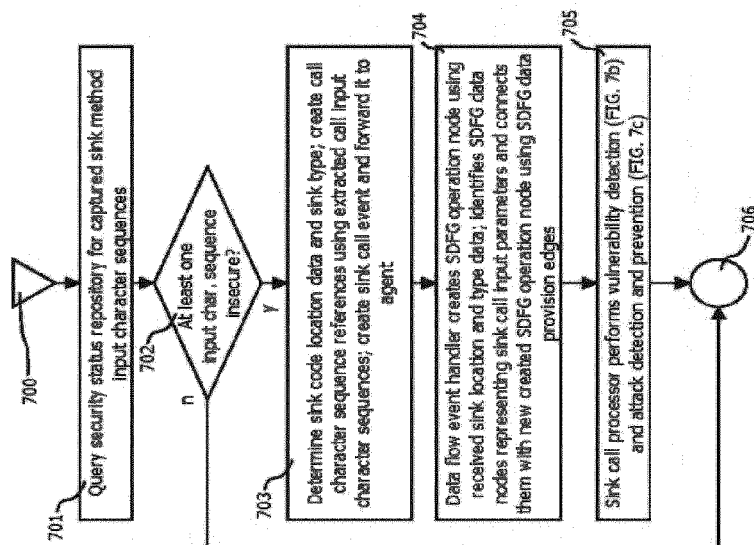 700
701
Query security status repository for captured sink method
input character sequences
702
At least one
input char. sequence
insecure?
n
y
703
Determine sink code location data and sink type; create call
character sequence references using extracted call input
character sequences; create sink call event and forward it to
agent
704
Data flow event handler creates SDFG operation node using
received sink location and type data; identifies SDFG data
nodes representing sink call input parameters and connects
them with new created SDFG operation node using SDFG data
provision edges
705
Sink call processor performs vulnerability detection (FIG. 7b)
and attack detection and prevention (FIG. 7c)
706